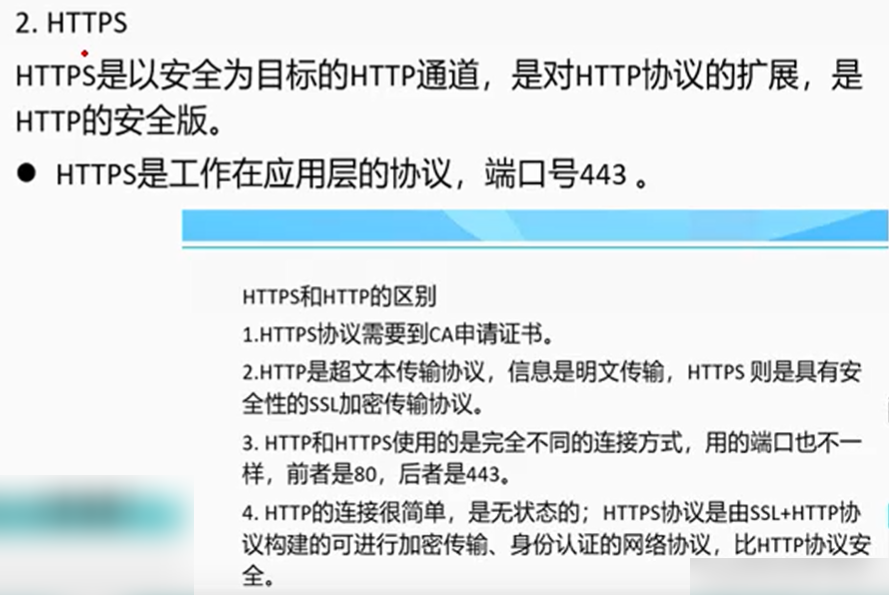 2. HTTPS
HTTPS是以安全为目标的HTTP通道，是对HTTP协议的扩展，是
HTTP的安全版。
● HTTPS是工作在应用层的协议，端口号443 。
HTTPS和HTTP的区别
1.HTTPS协议需要到CA申请证书。
2.HTTP是超文本传输协议，信息是明文传输，HTTPS 则是具有安
全性的SSL加密传输协议。
3. HTTP和HTTPS使用的是完全不同的连接方式，用的端口也不一
样，前者是80，后者是443。
4. HTTP的连接很简单，是无状态的；HTTPS协议是由SSL+HTTP协
议构建的可进行加密传输、身份认证的网络协议，比HTTP协议安
全。